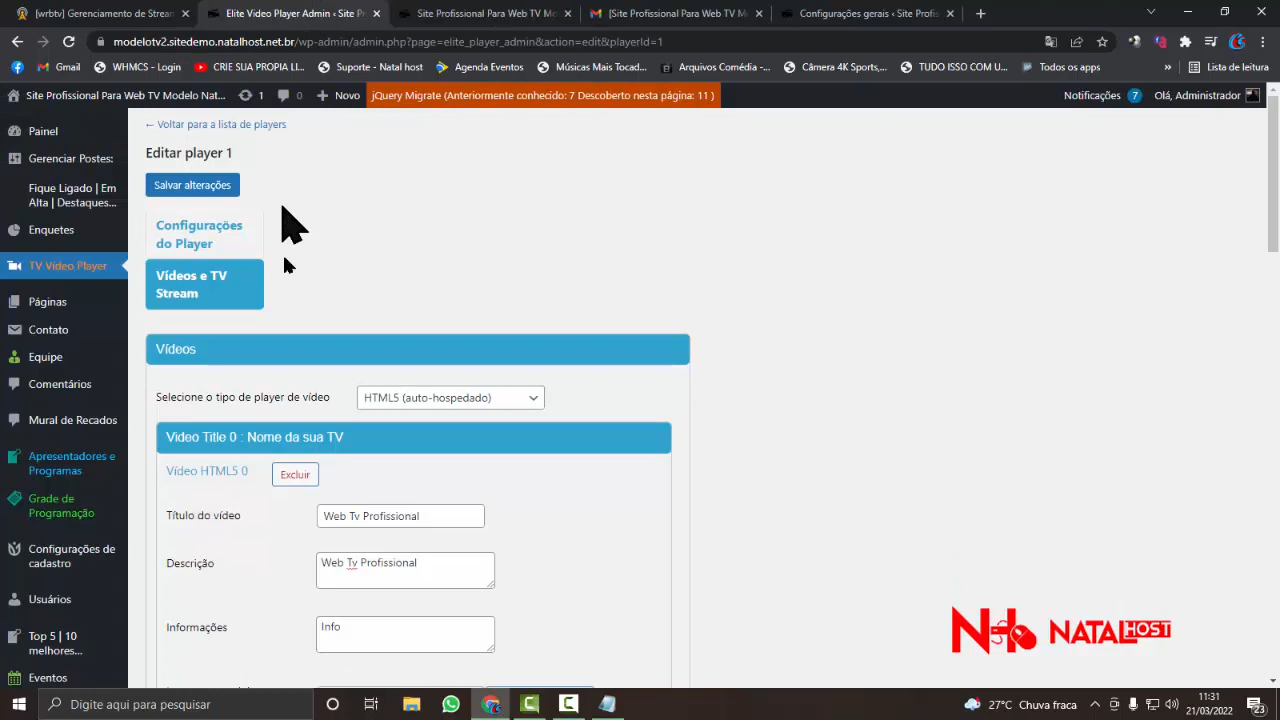 (wrbtv) Gerenciamento de Stream
Elite Vídeo Player Alterações ‹ Site P
Site Profissional Para Web TV Mo
[Site Profissional Para Web TV Mo
Configurações gerais ‹ Site Profis
modelotv2.sitedemo.natalhost.net.br/wp-admin/admin.php?page=elite_player_admin&action=edit&playerId=1
Gmail
WHMCS - Login
CRIE SUA PROPRIA LI...
Suporte - Natal host
Agenda Eventos
Músicas Mais Tocad...
Arquivos Comédia -...
Câmera 4K Sports,...
TUDO ISSO COM U...
Todos os apps
»
Lista de leitura
Site Profissional Para Web TV Modelo Nat...
1
0
Novo
jQuery Migrate (Anteriormente conhecido: 7 Descoberto nesta página: 11 )
Notificações 7
Olá, Administrador
Painel
Gerenciar Postes:
Fique Ligado | Em
Alta | Destaques...
Enquetes
TV Vídeo Player
Páginas
Contato
Equipe
Comentários
Mural de Recados
Apresentadores e
Programas
Grade de
Programação
Configurações de
cadastro
Usuários
Top 5 | 10
melhores...
Eventos
← Voltar para a lista de players
Editar player 1
Salvar alterações
Configurações
do Player
Vídeos e TV
Stream
Vídeos
Selecione o tipo de player de vídeo
HTML5 (auto-hospedado)
Video Title 0 : Nome da sua TV
Vídeo HTML5 0
Excluir
Título do vídeo
Web Tv Profissional
Descrição
Web Tv Profissional
Informações
Info
NH NATALHOST
Digite aqui para pesquisar
27°C Chuva fraca
11:31
21/03/2022
23